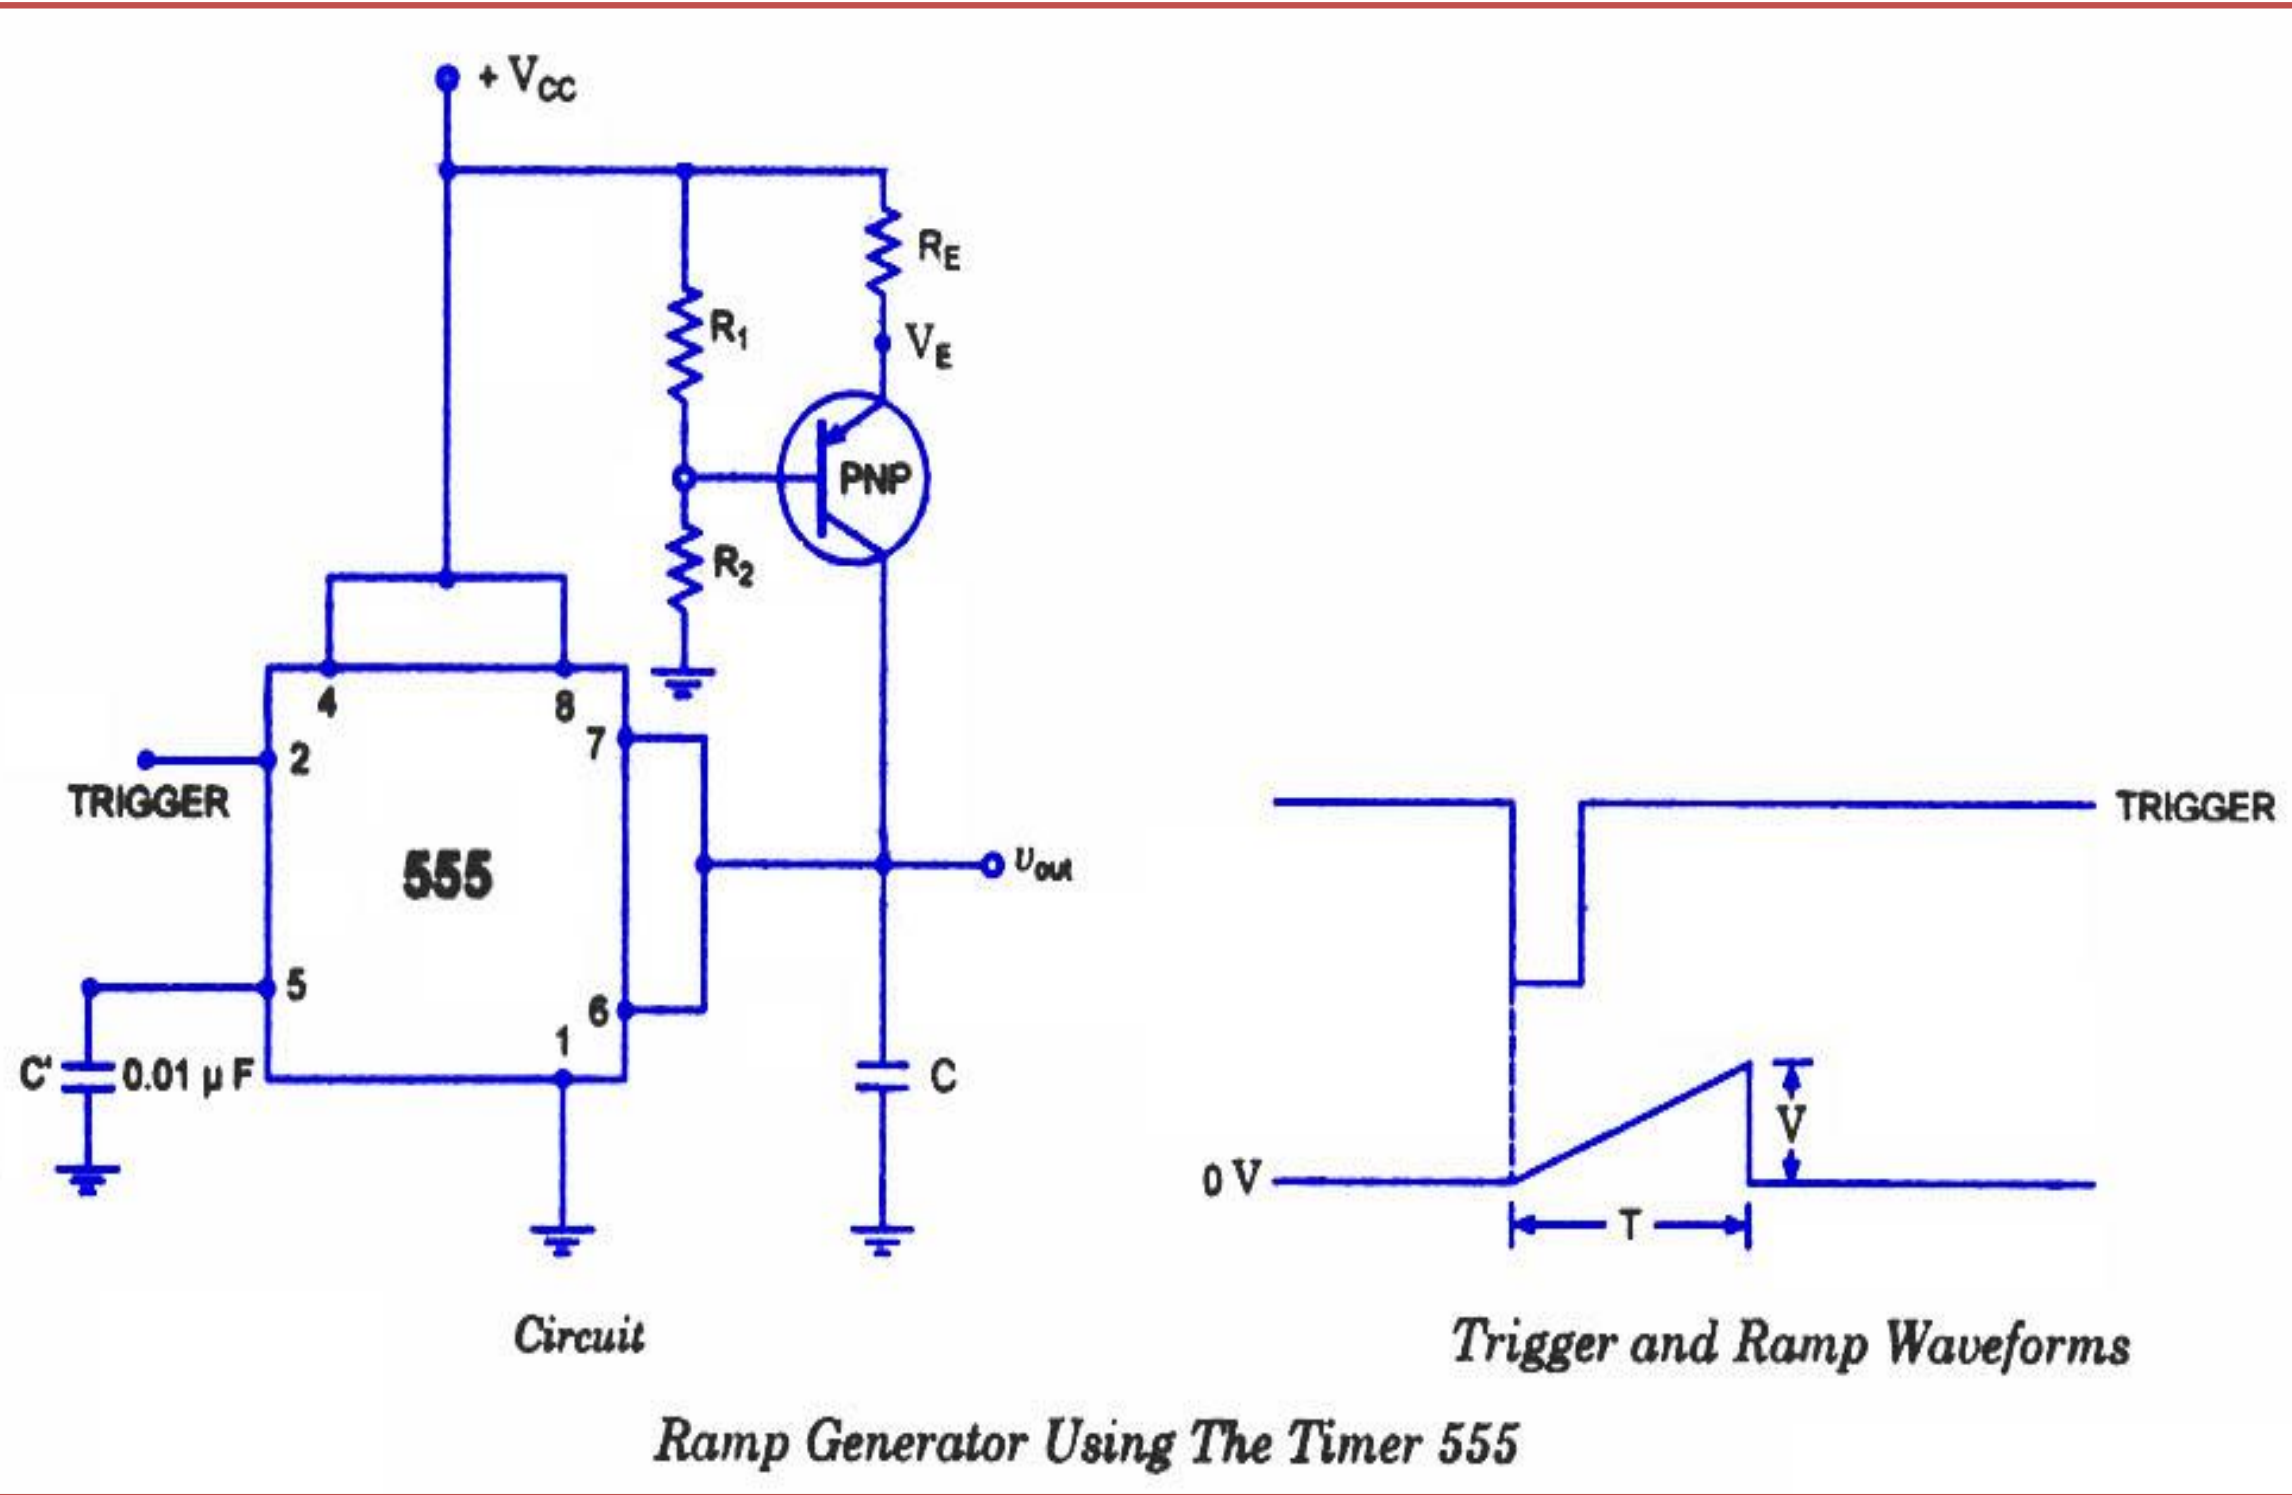 + VCC
RE
R1
VE
PNP
R2
4
8
7
2
TRIGGER
TRIGGER
555
vout
5
6
1
C' 0.01 μ F
C
V
0 V
T
Circuit
Trigger and Ramp Waveforms
Ramp Generator Using The Timer 555